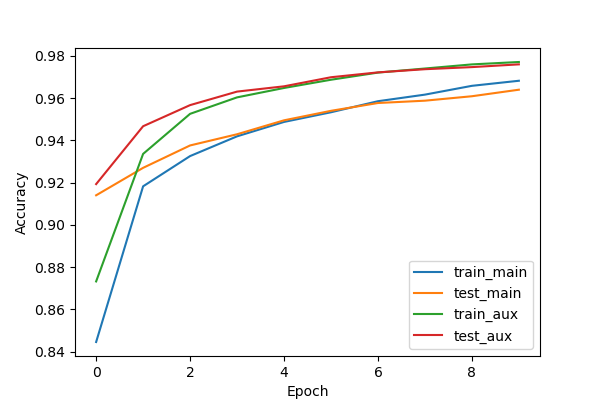 0.98
0.96
0.94
0.92
0.90
0.88
0.86
0.84
Accuracy
0 2 4 6 8
Epoch
train_main
test_main
train_aux
test_aux